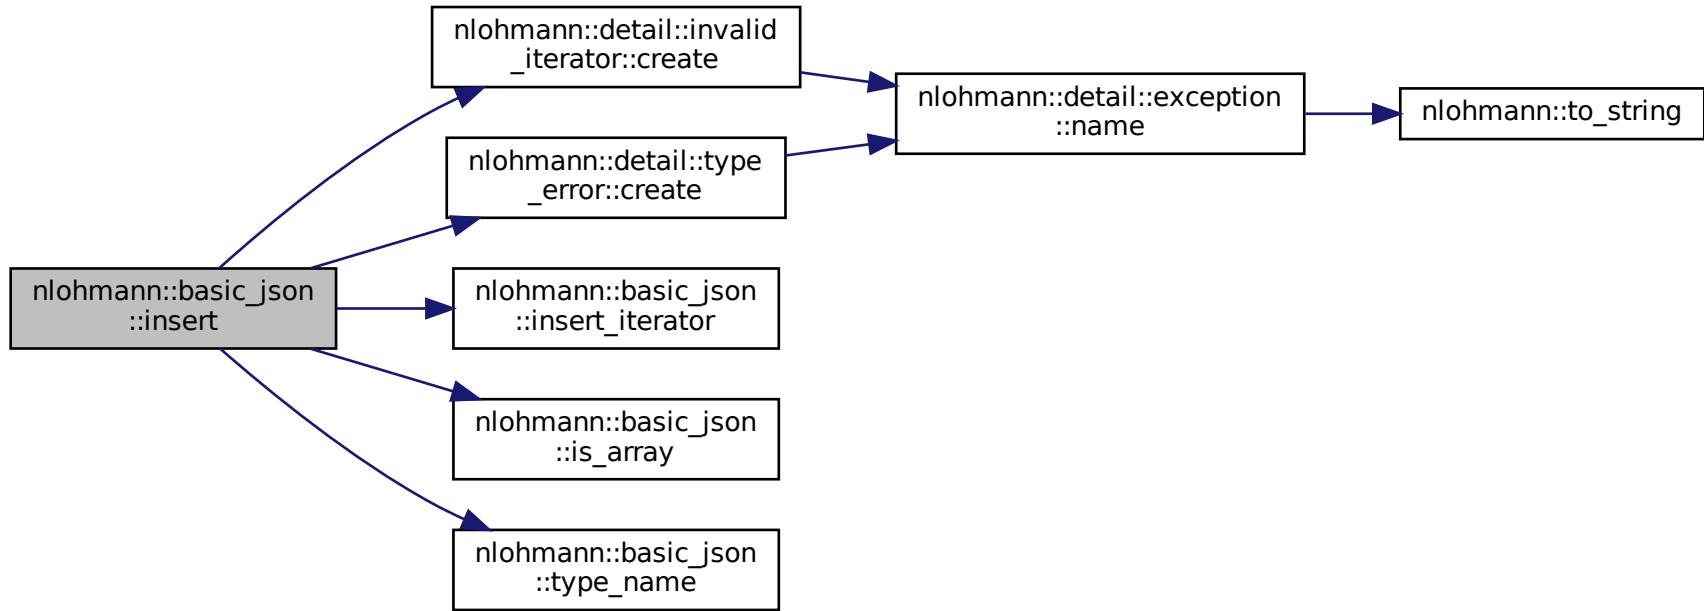 nlohmann::detail::invalid
_iterator::create
nlohmann::detail::exception
::name
nlohmann::to_string
nlohmann::detail::type
_error::create
nlohmann::basic_json
::insert
nlohmann::basic_json
::insert_iterator
nlohmann::basic_json
::is_array
nlohmann::basic_json
::type_name